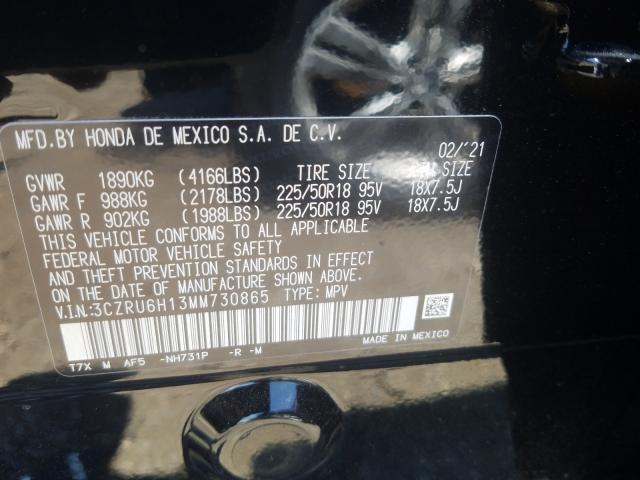 MFD.BY HONDA DE MEXICO S.A. DE C.V.
02/'21
GVWR 1890KG (4166LBS) TIRE SIZE SIZE
GAWR F 988KG (2178LBS) 225/50R18 95V 18X7.5J
GAWR R 902KG (1988LBS) 225/50R18 95V 18X7.5J
THIS VEHICLE CONFORMS TO ALL APPLICABLE
FEDERAL MOTOR VEHICLE SAFETY
AND THEFT PREVENTION STANDARDS IN EFFECT
ON THE DATE OF MANUFACTURE SHOWN ABOVE.
V.I.N:3CZRU6H13MM730865 TYPE: MPV
T7X M AF5 -NH731P -R -M
MADE IN MEXICO